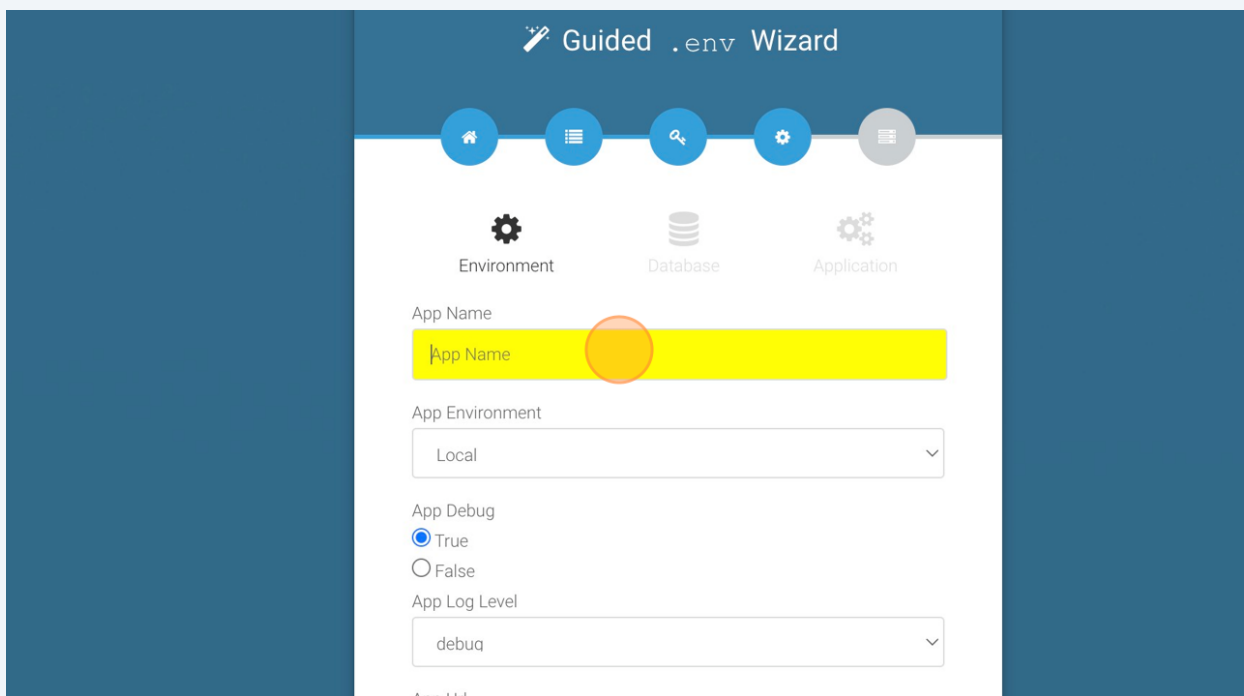 Guided .env Wizard
Environment
Database
Application
App Name
App Name
App Environment
Local
App Debug
True
False
App Log Level
debug